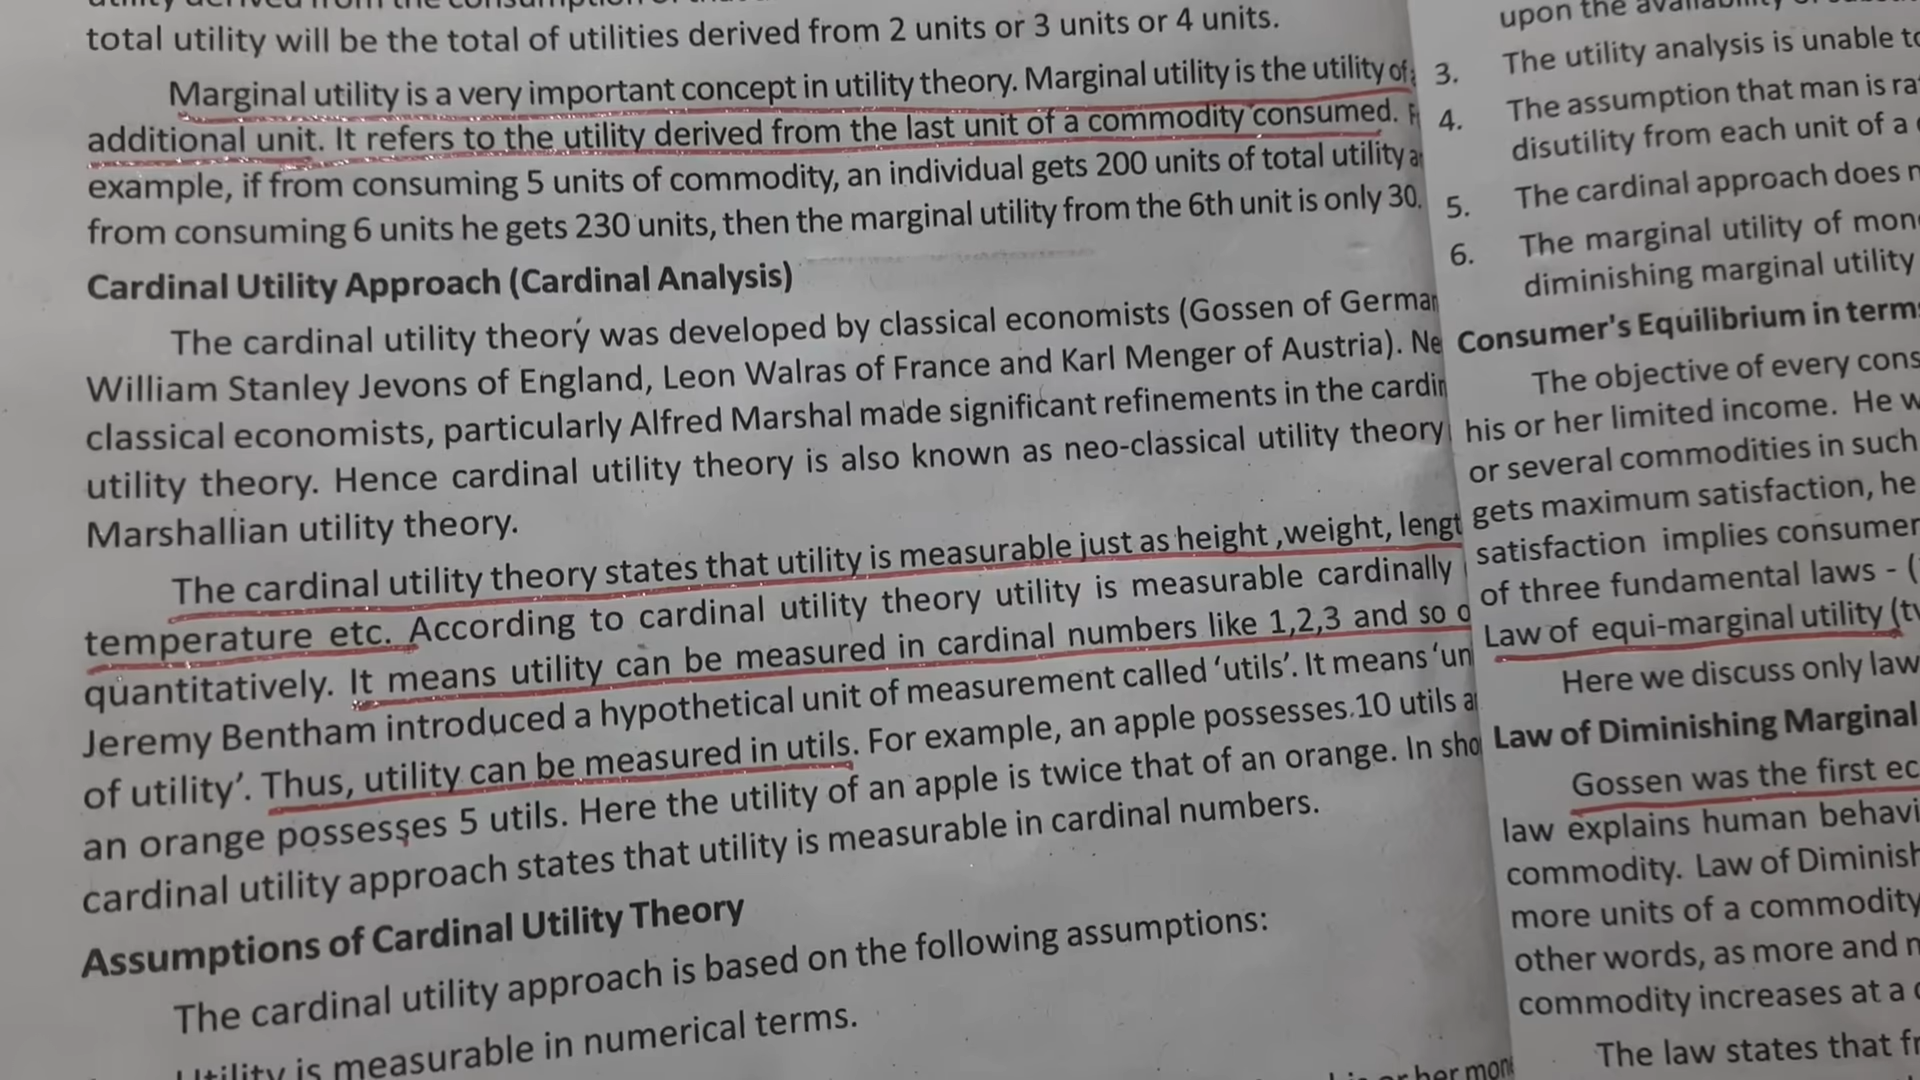 total utility will be the total of utilities derived from 2 units or 3 units or 4 units.
Marginal utility is a very important concept in utility theory. Marginal utility is the utility of
additional unit. It refers to the utility derived from the last unit of a commodity consumed.
example, if from consuming 5 units of commodity, an individual gets 200 units of total utility
from consuming 6 units he gets 230 units, then the marginal utility from the 6th unit is only 30.
Cardinal Utility Approach (Cardinal Analysis)
The cardinal utility theory was developed by classical economists (Gossen of German
William Stanley Jevons of England, Leon Walras of France and Karl Menger of Austria). Ne
classical economists, particularly Alfred Marshal made significant refinements in the cardin
utility theory. Hence cardinal utility theory is also known as neo-classical utility theory
Marshallian utility theory.
The cardinal utility theory states that utility is measurable just as height ,weight, lengt
temperature etc. According to cardinal utility theory utility is measurable cardinally
quantitatively. It means utility can be measured in cardinal numbers like 1,2,3 and so o
Jeremy Bentham introduced a hypothetical unit of measurement called ‘utils’. It means ‘un
of utility’. Thus, utility can be measured in utils. For example, an apple possesses 10 utils a
an orange possesses 5 utils. Here the utility of an apple is twice that of an orange. In sho
cardinal utility approach states that utility is measurable in cardinal numbers.
Assumptions of Cardinal Utility Theory
The cardinal utility approach is based on the following assumptions:
Utility is measurable in numerical terms.
upon the
3. The utility analysis is unable to
4. The assumption that man is ra
disutility from each unit of a
5. The cardinal approach does n
6. The marginal utility of mon
diminishing marginal utility
Consumer's Equilibrium in terms
The objective of every cons
his or her limited income. He w
or several commodities in such
gets maximum satisfaction, he
satisfaction implies consumer
of three fundamental laws - (
Law of equi-marginal utility (tw
Here we discuss only law
Law of Diminishing Marginal
Gossen was the first ec
law explains human behavi
commodity. Law of Diminish
more units of a commodity
other words, as more and m
commodity increases at a
The law states that fr
or her mon